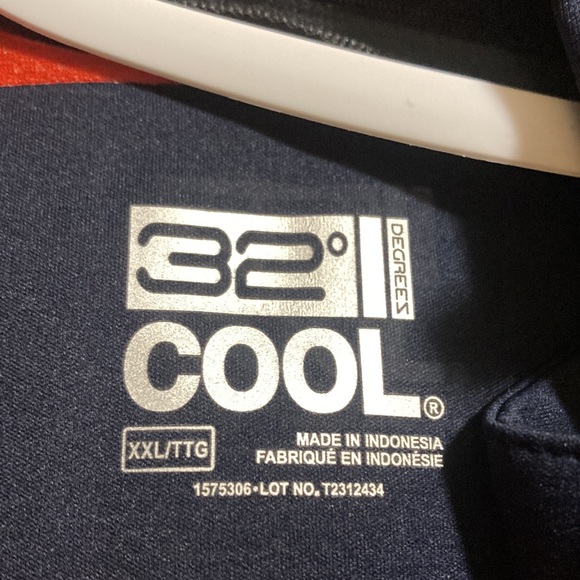 32° DEGREES
COOL®
XXL/TTG
MADE IN INDONESIA
FABRIQUÉ EN INDONÉSIE
1575306•LOT NO. T2312434